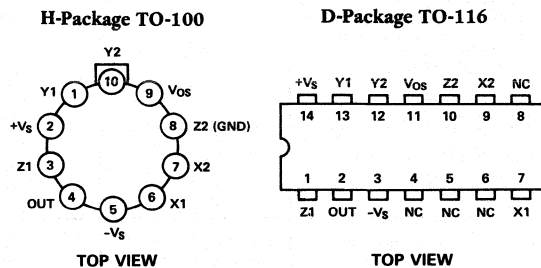 H-Package TO-100
Y2
10
Y1
1
9
VOS
+VS
2
8
Z2 (GND)
Z1
3
7
X2
OUT
4
6
X1
5
−VS
TOP VIEW
D-Package TO-116
+VS Y1 Y2 VOS Z2 X2 NC
14 13 12 11 10 9 8
1 2 3 4 5 6 7
Z1 OUT −VS NC NC NC X1
TOP VIEW